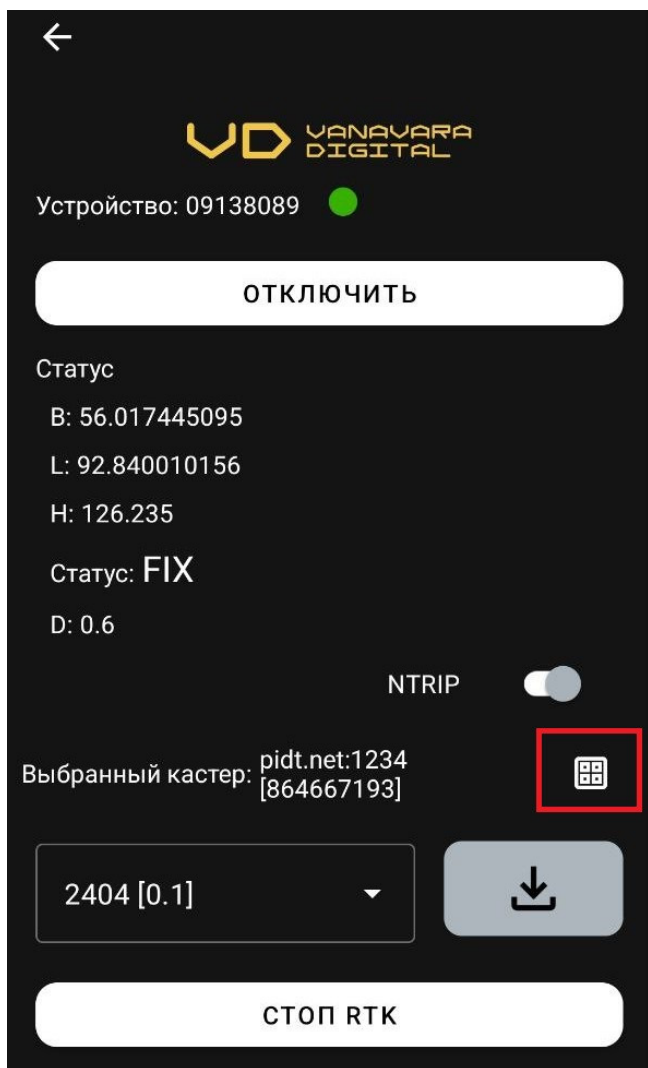 VD VANAVARA
DIGITAL
Устройство: 09138089
ОТКЛЮЧИТЬ
Статус
B: 56.017445095
L: 92.840010156
H: 126.235
Статус: FIX
D: 0.6
NTRIP
Выбранный кастер: pidt.net:1234
[864667193]
2404 [0.1]
СТОП RTK